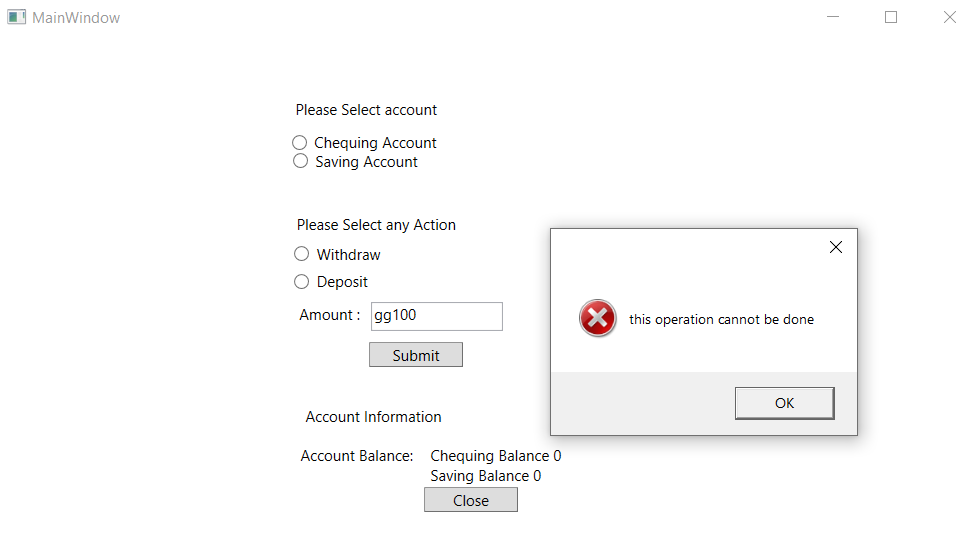 MainWindow
Please Select account
Chequing Account
Saving Account
Please Select any Action
Withdraw
Deposit
Amount : gg100
Submit
this operation cannot be done
OK
Account Information
Account Balance: Chequing Balance 0
Saving Balance 0
Close